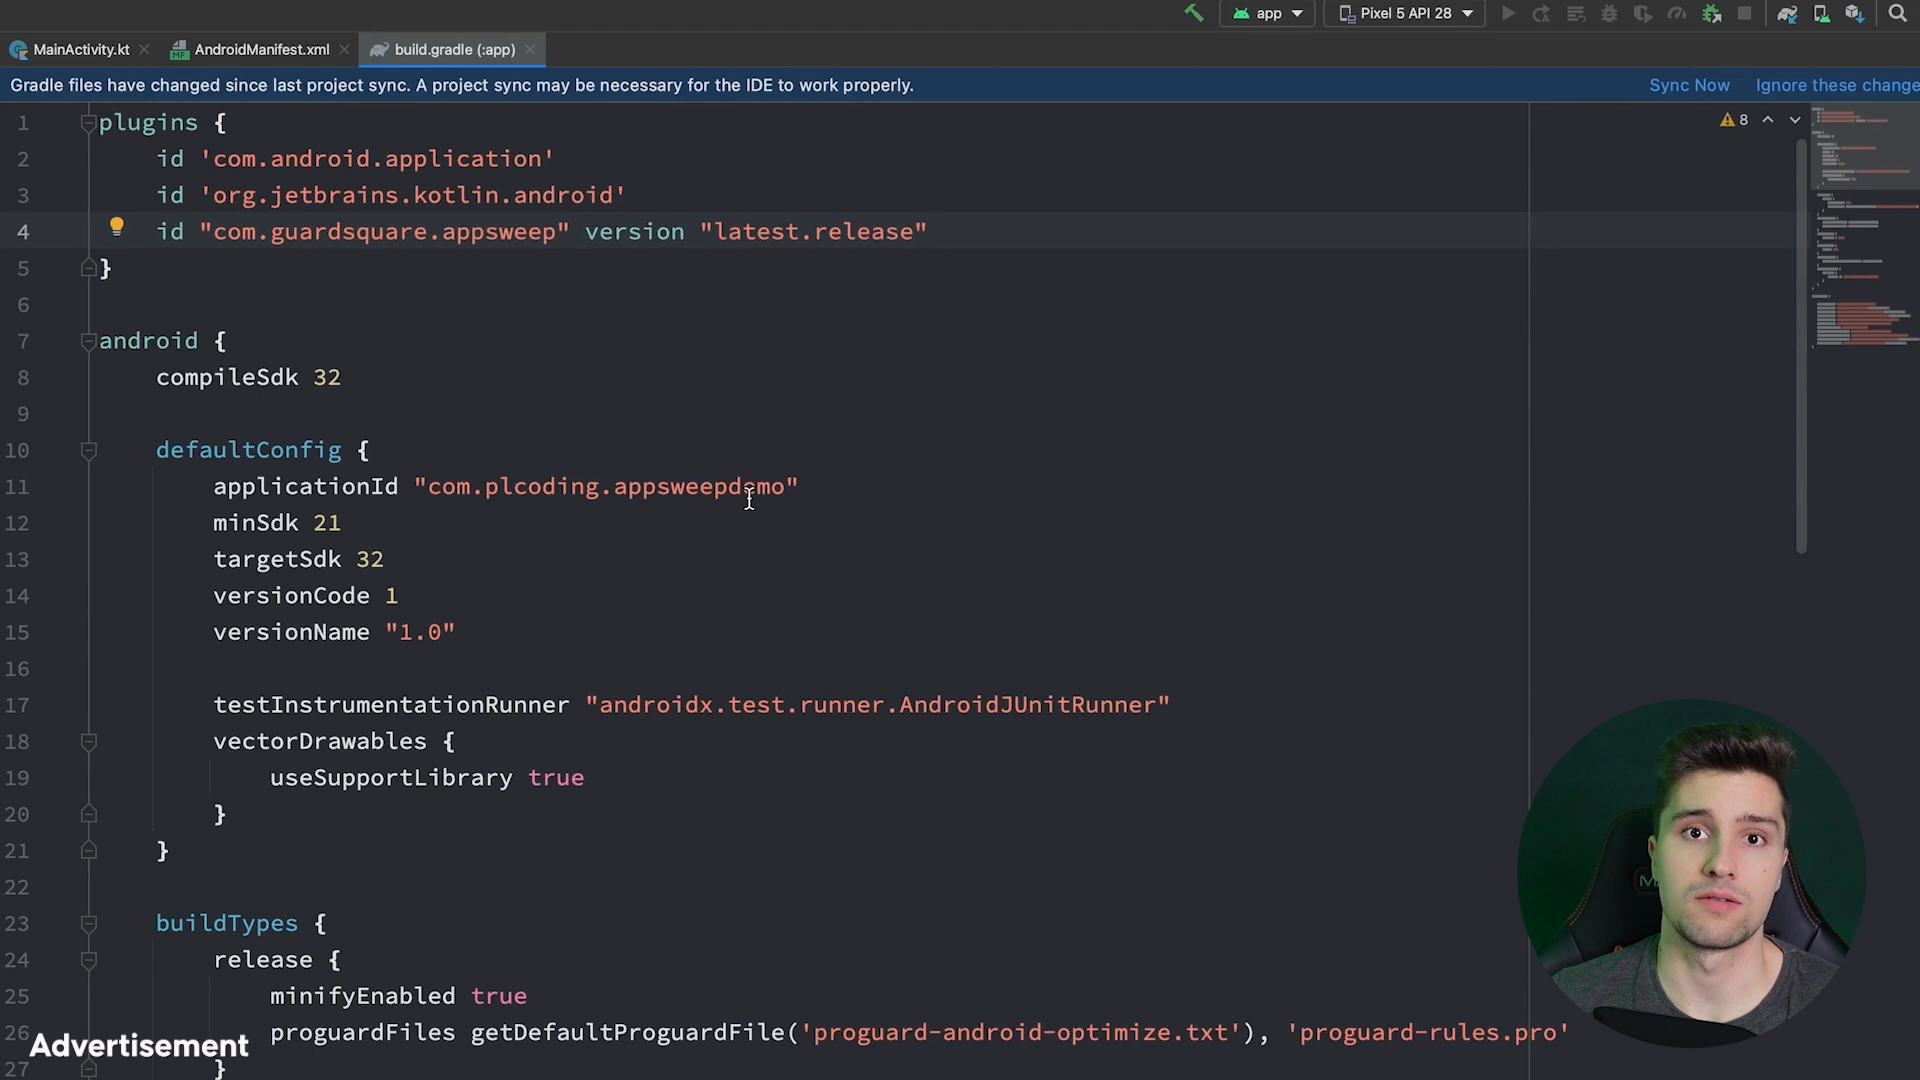 app
Pixel 5 API 28
MainActivity.kt
AndroidManifest.xml
build.gradle (:app)
Gradle files have changed since last project sync. A project sync may be necessary for the IDE to work properly.
Sync Now
Ignore these change
8
1 plugins {
2 id 'com.android.application'
3 id 'org.jetbrains.kotlin.android'
4 id "com.guardsquare.appsweep" version "latest.release"
5 }
6
7 android {
8 compileSdk 32
9
10 defaultConfig {
11 applicationId "com.plcoding.appsweepdemo"
12 minSdk 21
13 targetSdk 32
14 versionCode 1
15 versionName "1.0"
16
17 testInstrumentationRunner "androidx.test.runner.AndroidJUnitRunner"
18 vectorDrawables {
19 useSupportLibrary true
20 }
21 }
22
23 buildTypes {
24 release {
25 minifyEnabled true
26 proguardFiles getDefaultProguardFile('proguard-android-optimize.txt'), 'proguard-rules.pro'
27 }
Advertisement